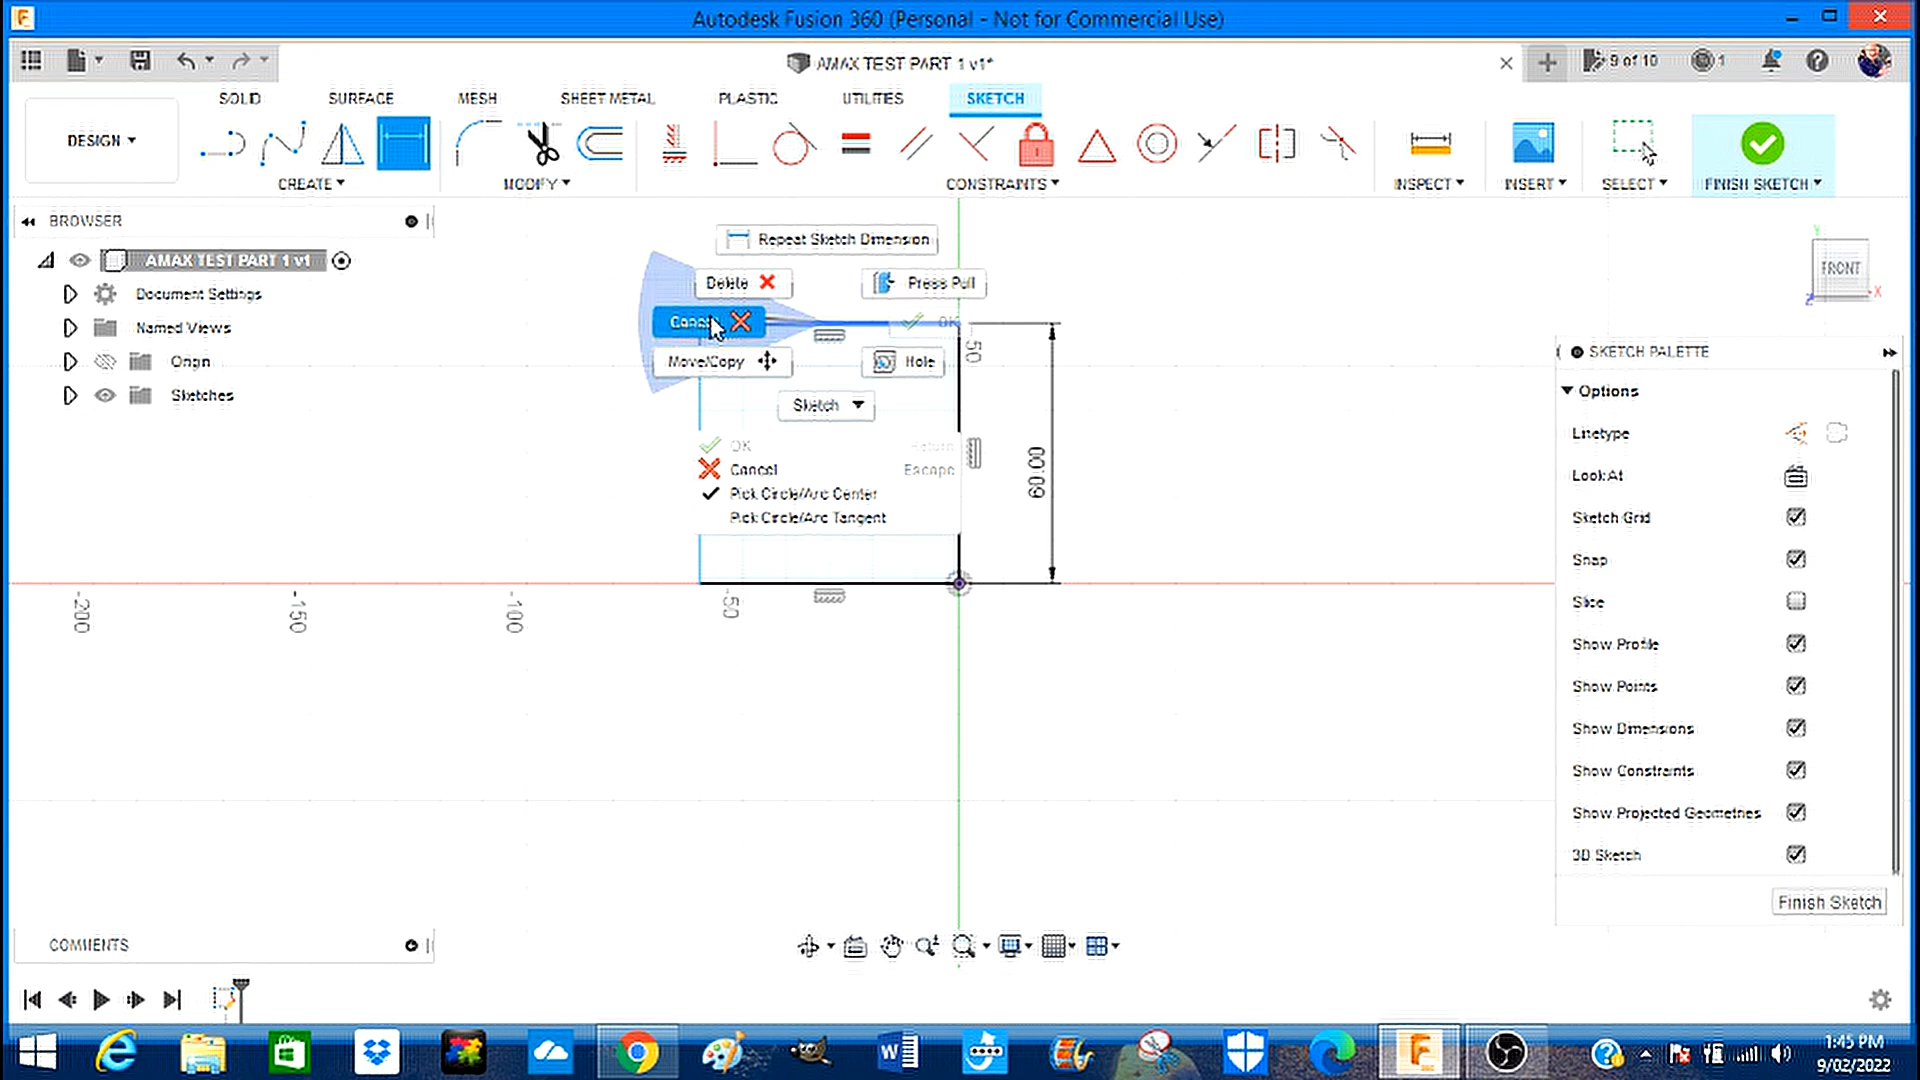 Autodesk Fusion 360 (Personal - Not for Commercial Use)
AMAX TEST PART 1 v1*
9 of 10
1
SOLID SURFACE MESH SHEET METAL PLASTIC UTILITIES SKETCH
DESIGN
CREATE MODIFY CONSTRAINTS INSPECT INSERT SELECT FINISH SKETCH
BROWSER
AMAX TEST PART 1 v1
Document Settings
Named Views
Origin
Sketches
Repeat Sketch Dimension
Delete
Press Pull
Cancel
OK
Move/Copy
Hole
Sketch
OK Return
Cancel Escape
Pick Circle/Arc Center
Pick Circle/Arc Tangent
50
60.00
-200
-150
-100
-50
Y
FRONT
X
Z
SKETCH PALETTE
Options
Linetype
Look At
Sketch Grid
Snap
Slice
Show Profile
Show Points
Show Dimensions
Show Constraints
Show Projected Geometries
3D Sketch
Finish Sketch
COMMENTS
1:45 PM
9/02/2022